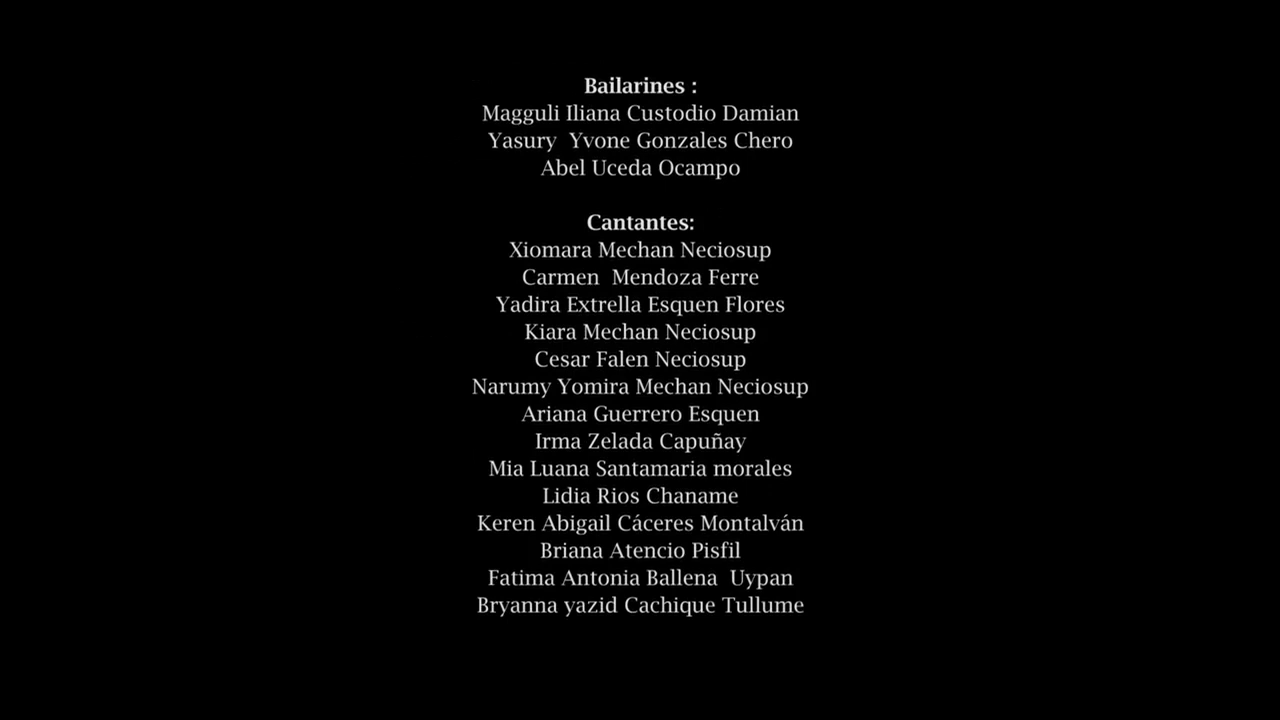 Bailarines :
Magguli Iliana Custodio Damian
Yasury  Yvone Gonzales Chero
Abel Uceda Ocampo
Cantantes:
Xiomara Mechan Neciosup
Carmen  Mendoza Ferre
Yadira Extrella Esquen Flores
Kiara Mechan Neciosup
Cesar Falen Neciosup
Narumy Yomira Mechan Neciosup
Ariana Guerrero Esquen
Irma Zelada Capuñay
Mia Luana Santamaria morales
Lidia Rios Chaname
Keren Abigail Cáceres Montalván
Briana Atencio Pisfil
Fatima Antonia Ballena  Uypan
Bryanna yazid Cachique Tullume